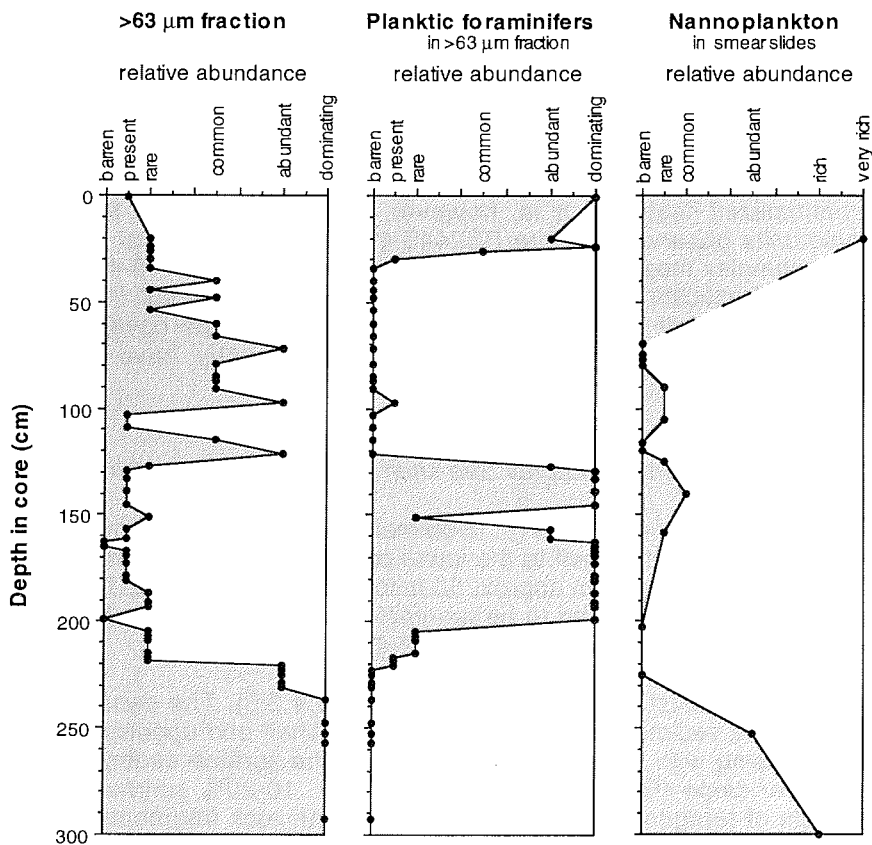 >63 µm fraction
relative abundance
barren
present
rare
common
abundant
dominating
Planktic foraminifers
in >63 µm fraction
relative abundance
barren
present
rare
common
abundant
dominating
Nannoplankton
in smear slides
relative abundance
barren
rare
common
abundant
rich
very rich
Depth in core (cm)
0
50
100
150
200
250
300